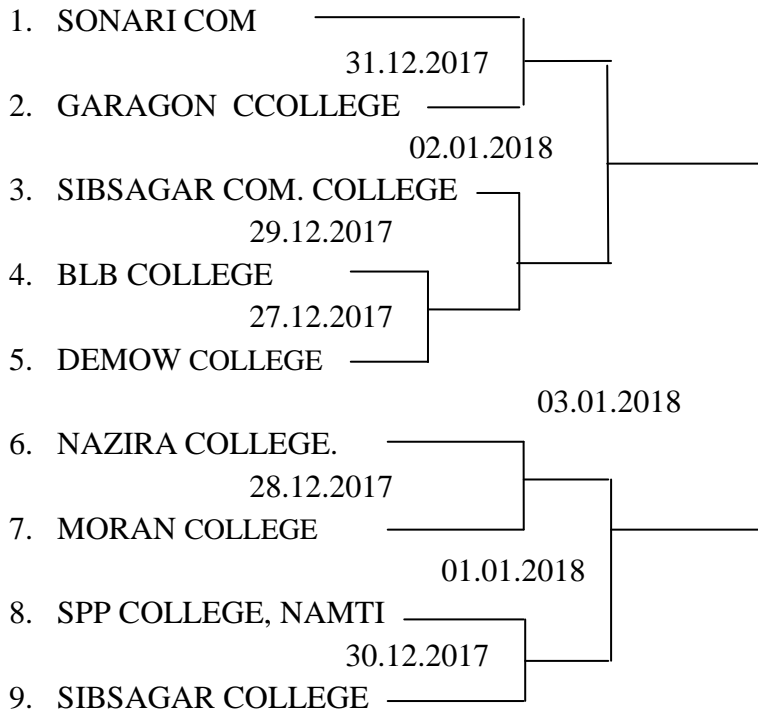 1. SONARI COM
31.12.2017
2. GARAGON CCOLLEGE
02.01.2018
3. SIBSAGAR COM. COLLEGE
29.12.2017
4. BLB COLLEGE
27.12.2017
5. DEMOW COLLEGE
03.01.2018
6. NAZIRA COLLEGE.
28.12.2017
7. MORAN COLLEGE
01.01.2018
8. SPP COLLEGE, NAMTI
30.12.2017
9. SIBSAGAR COLLEGE